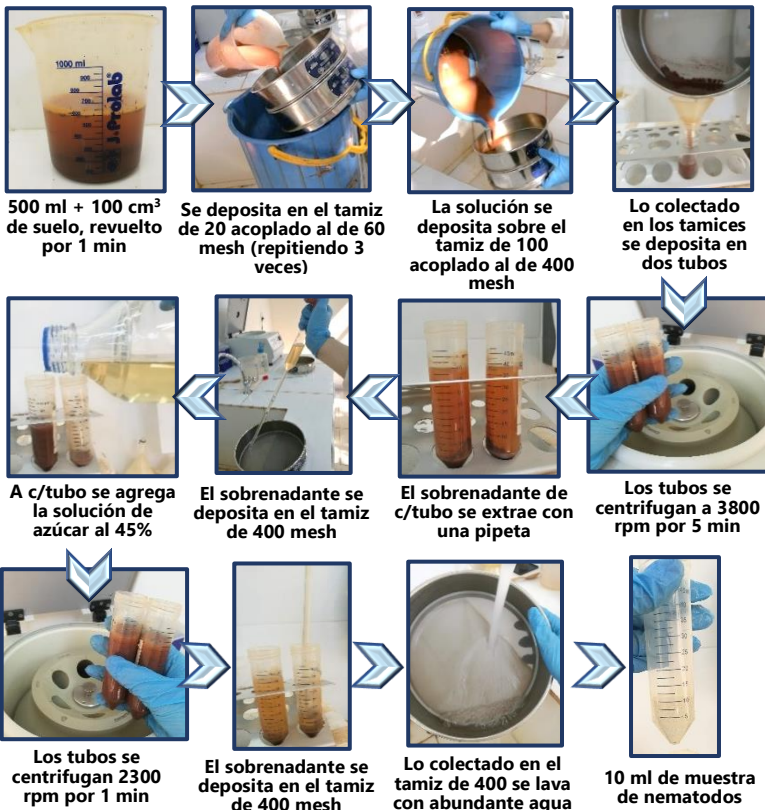 1000 ml
J.Prolab
500 ml + 100 cm³
de suelo, revuelto
por 1 min
Se deposita en el tamiz
de 20 acoplado al de 60
mesh (repitiendo 3
veces)
La solución se
deposita sobre el
tamiz de 100
acoplado al de 400
mesh
Lo colectado
en los tamices
se deposita en
dos tubos
Los tubos se
centrifugan a 3800
rpm por 5 min
El sobrenadante de
c/tubo se extrae con
una pipeta
El sobrenadante se
deposita en el tamiz
de 400 mesh
A c/tubo se agrega
la solución de
azúcar al 45%
Los tubos se
centrifugan 2300
rpm por 1 min
El sobrenadante se
deposita en el tamiz
de 400 mesh
Lo colectado en el
tamiz de 400 se lava
con abundante agua
10 ml de muestra
de nematodos